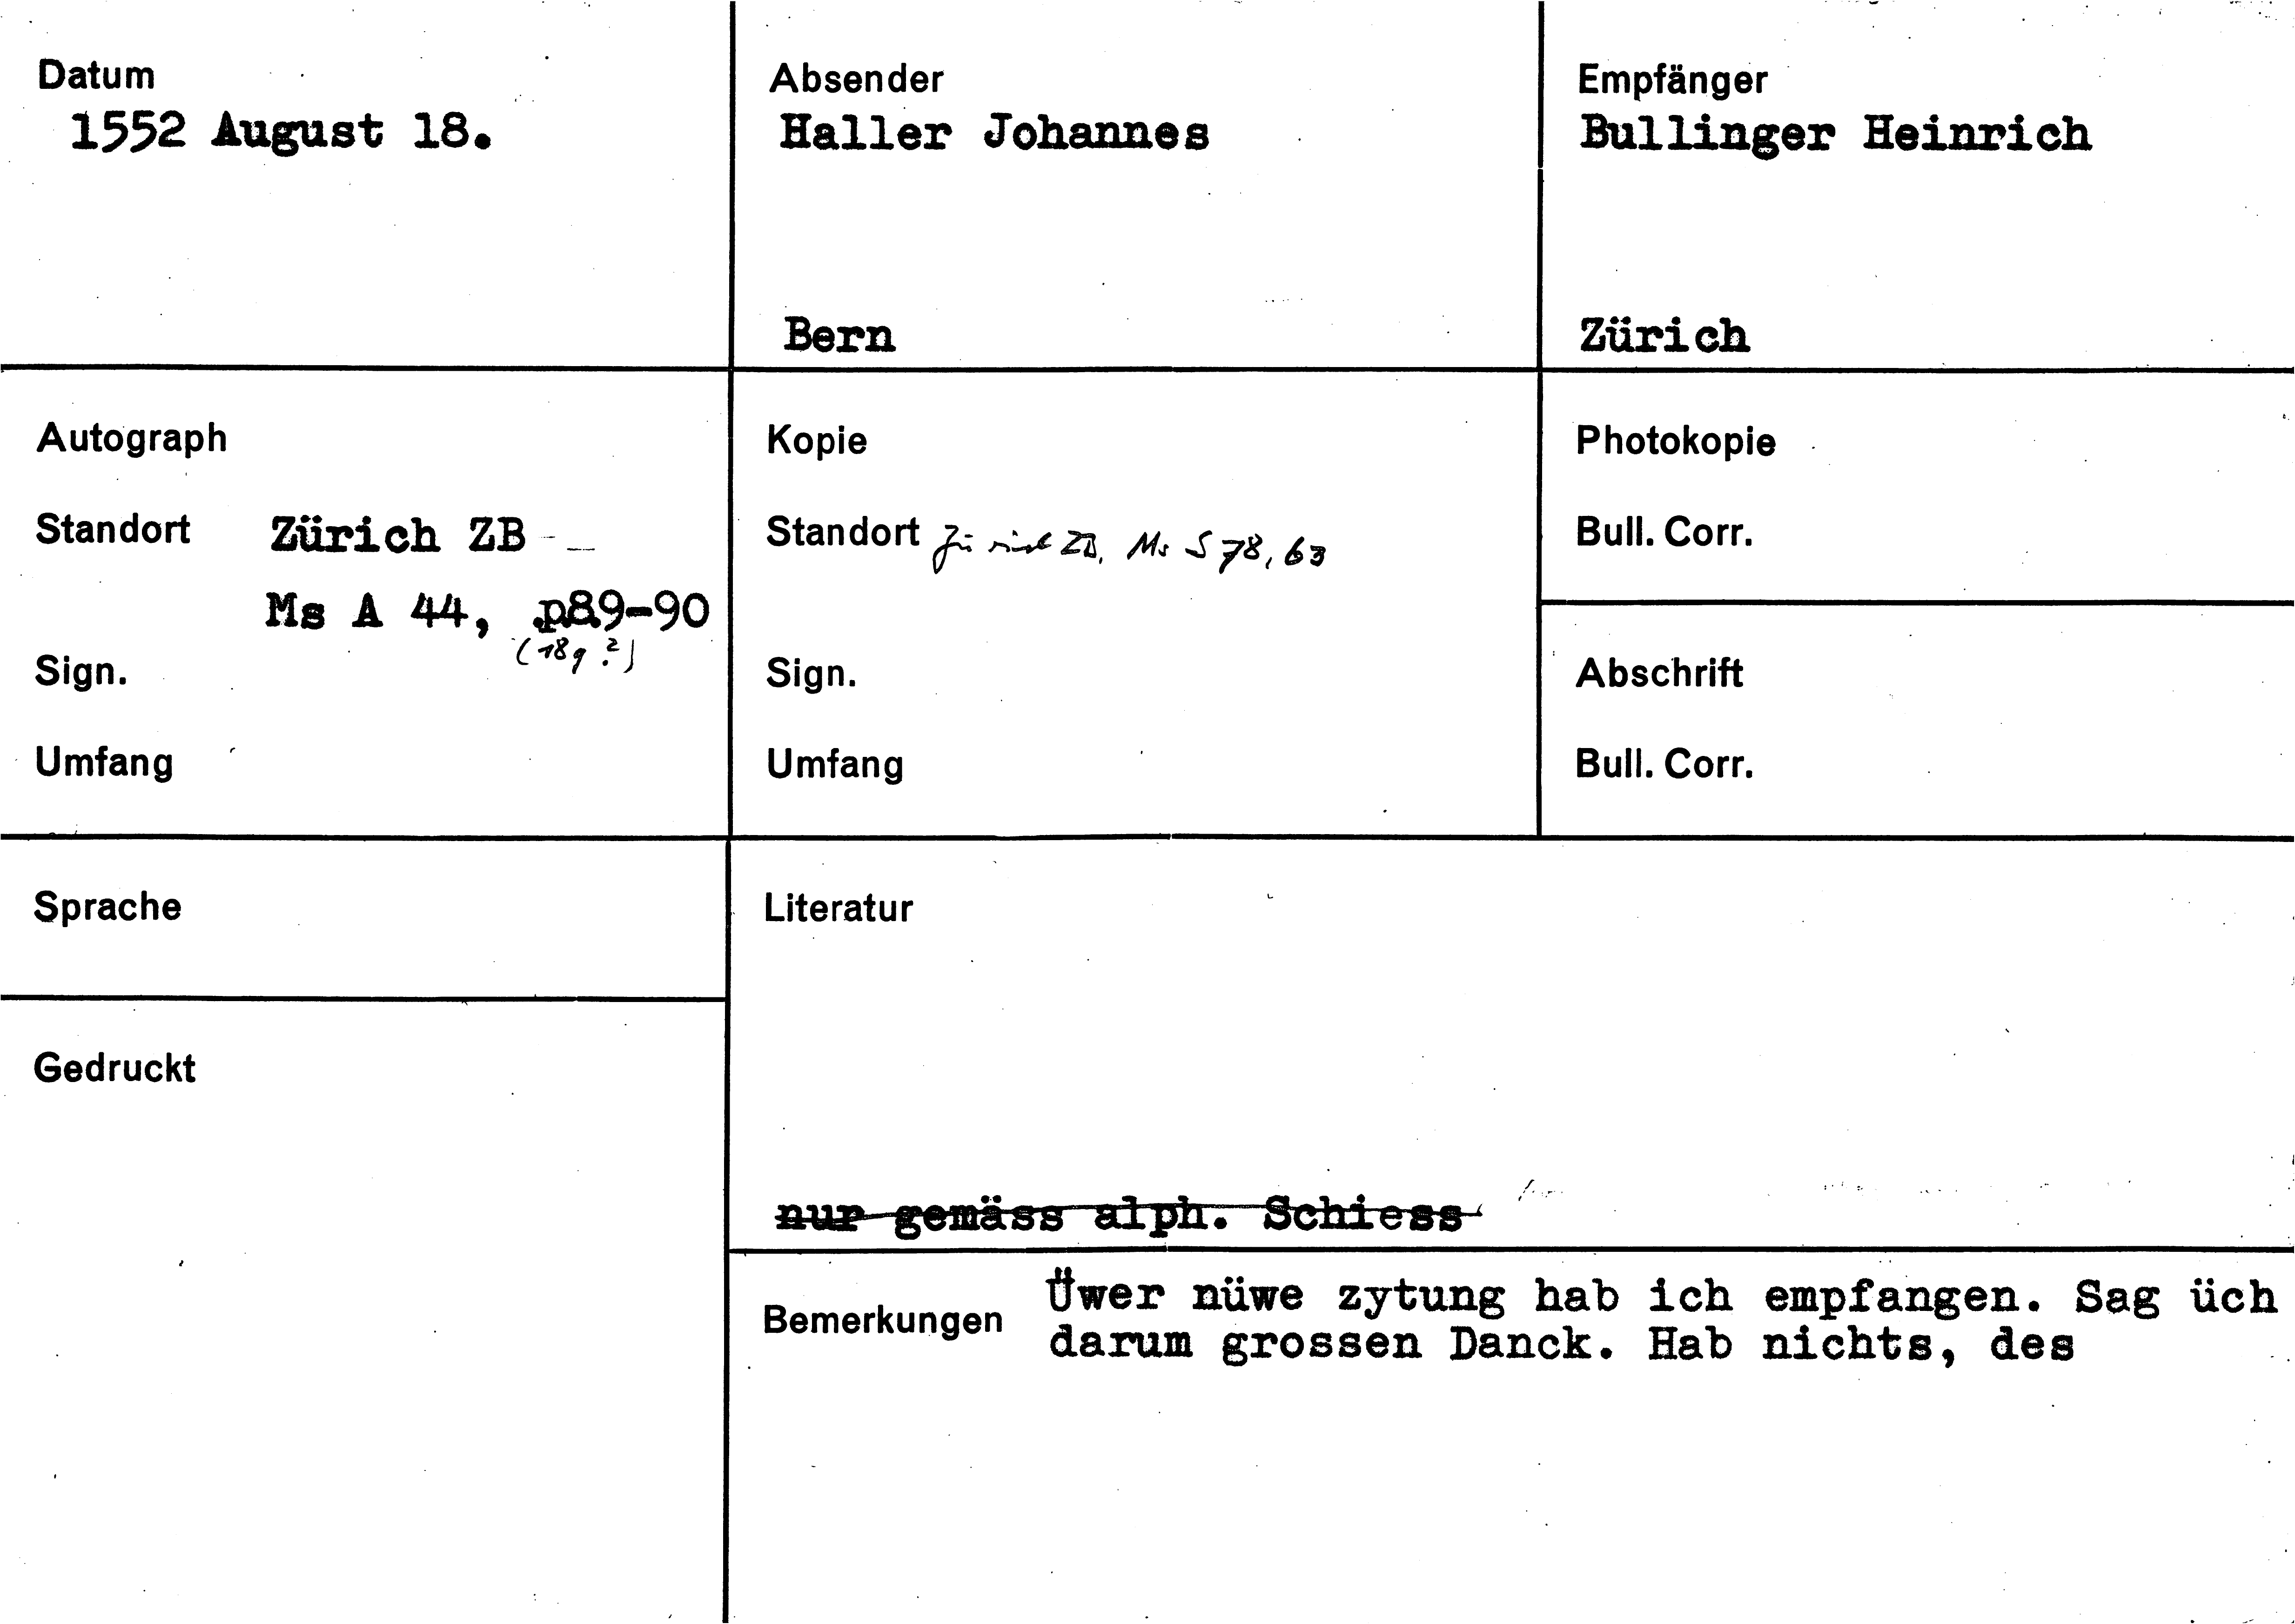 Datum
1552 August 18.
Absender
Haller Johannes
Bern
Empfänger
Bullinger Heinrich
Zürich
Autograph
Standort Zürich ZB
Ms A 44, p.89-90
(189?)
Sign.
Umfang
Kopie
Standort Zürich ZB, Ms S 78, 63
Sign.
Umfang
Photokopie
Bull. Corr.
Abschrift
Bull. Corr.
Sprache
Gedruckt
Literatur
nur gemäss alph. Schiess
Bemerkungen Üwer nüwe zytung hab ich empfangen. Sag üch
darum grossen Danck. Hab nichts, des